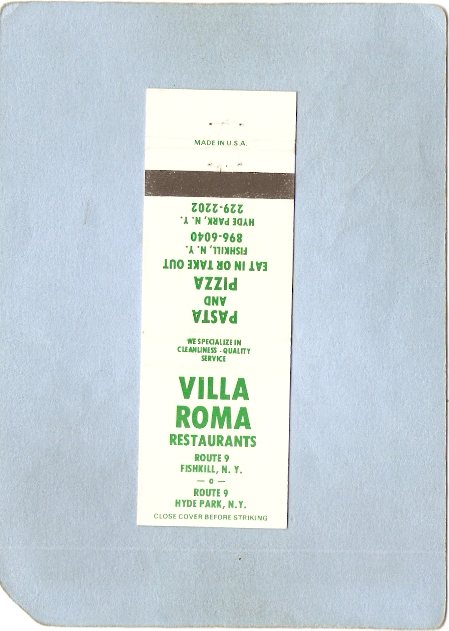 MADE IN U.S.A.
PASTA
AND
PIZZA
EAT IN OR TAKE OUT
FISHKILL, N. Y.
896-6040
HYDE PARK, N. Y.
229-2202
WE SPECIALIZE IN
CLEANLINESS - QUALITY
SERVICE
VILLA
ROMA
RESTAURANTS
ROUTE 9
FISHKILL, N. Y.
— o —
ROUTE 9
HYDE PARK, N.Y.
CLOSE COVER BEFORE STRIKING